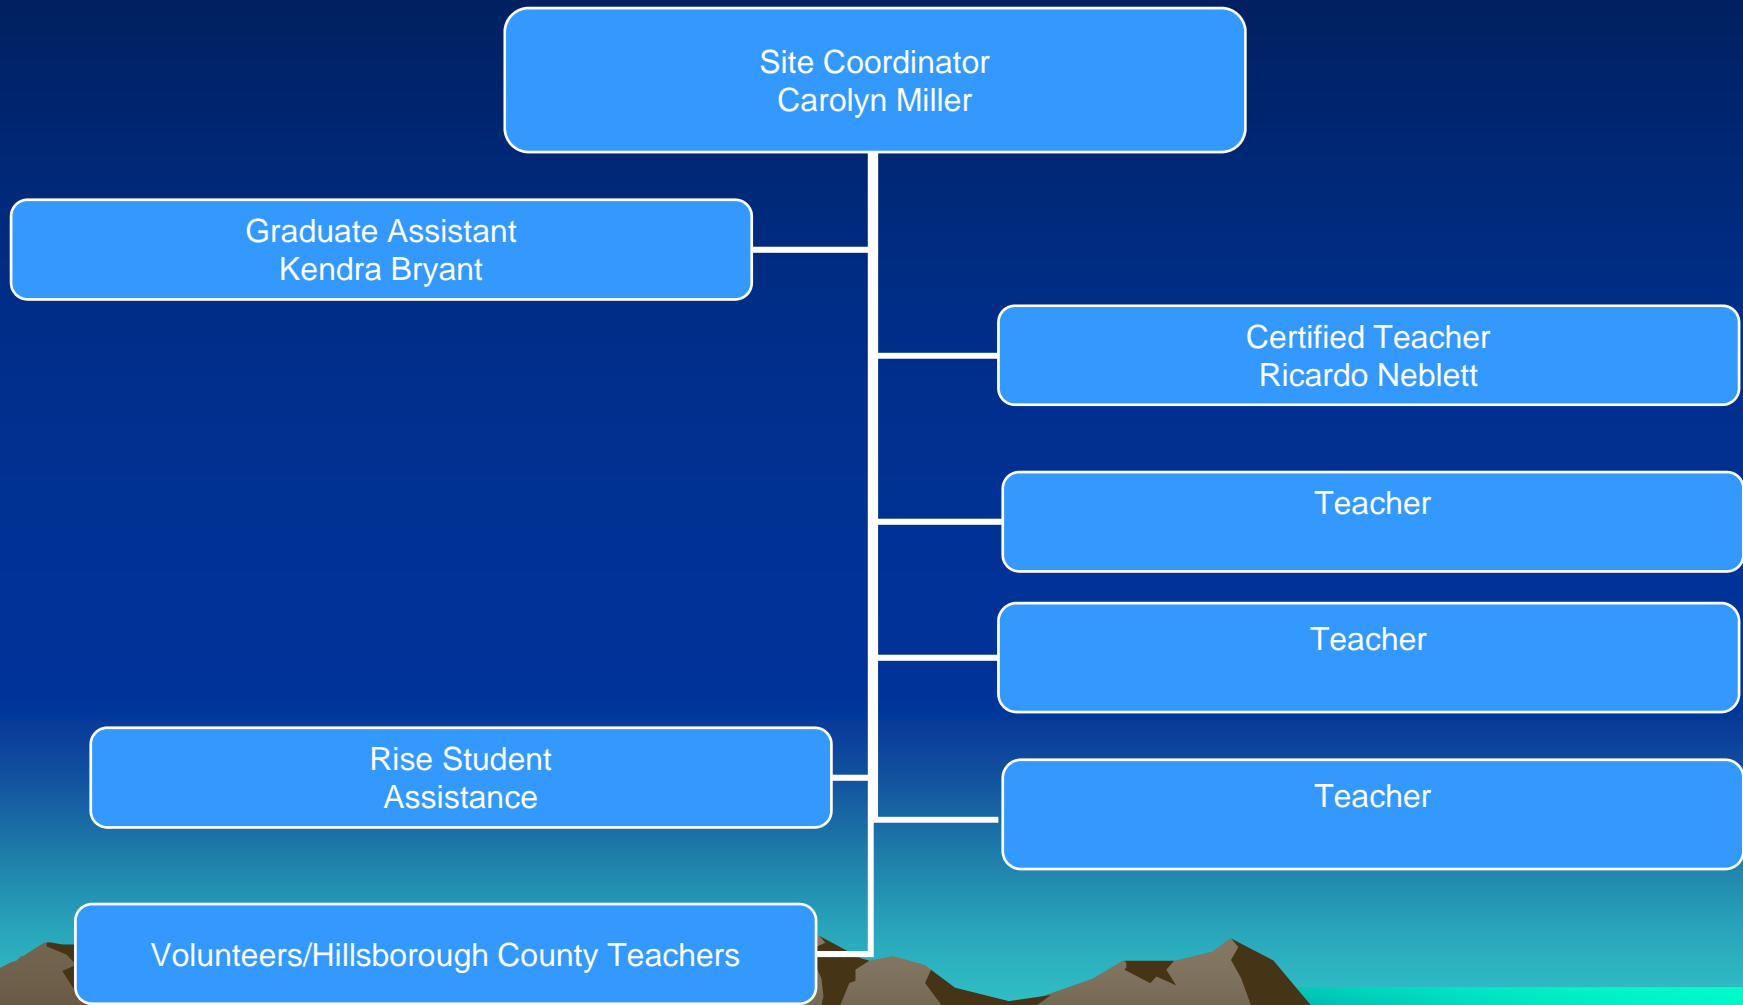 Site Coordinator
Carolyn Miller
Graduate Assistant
Kendra Bryant
Certified Teacher
Ricardo Neblett
Teacher
Teacher
Rise Student
Assistance
Teacher
Volunteers/Hillsborough County Teachers